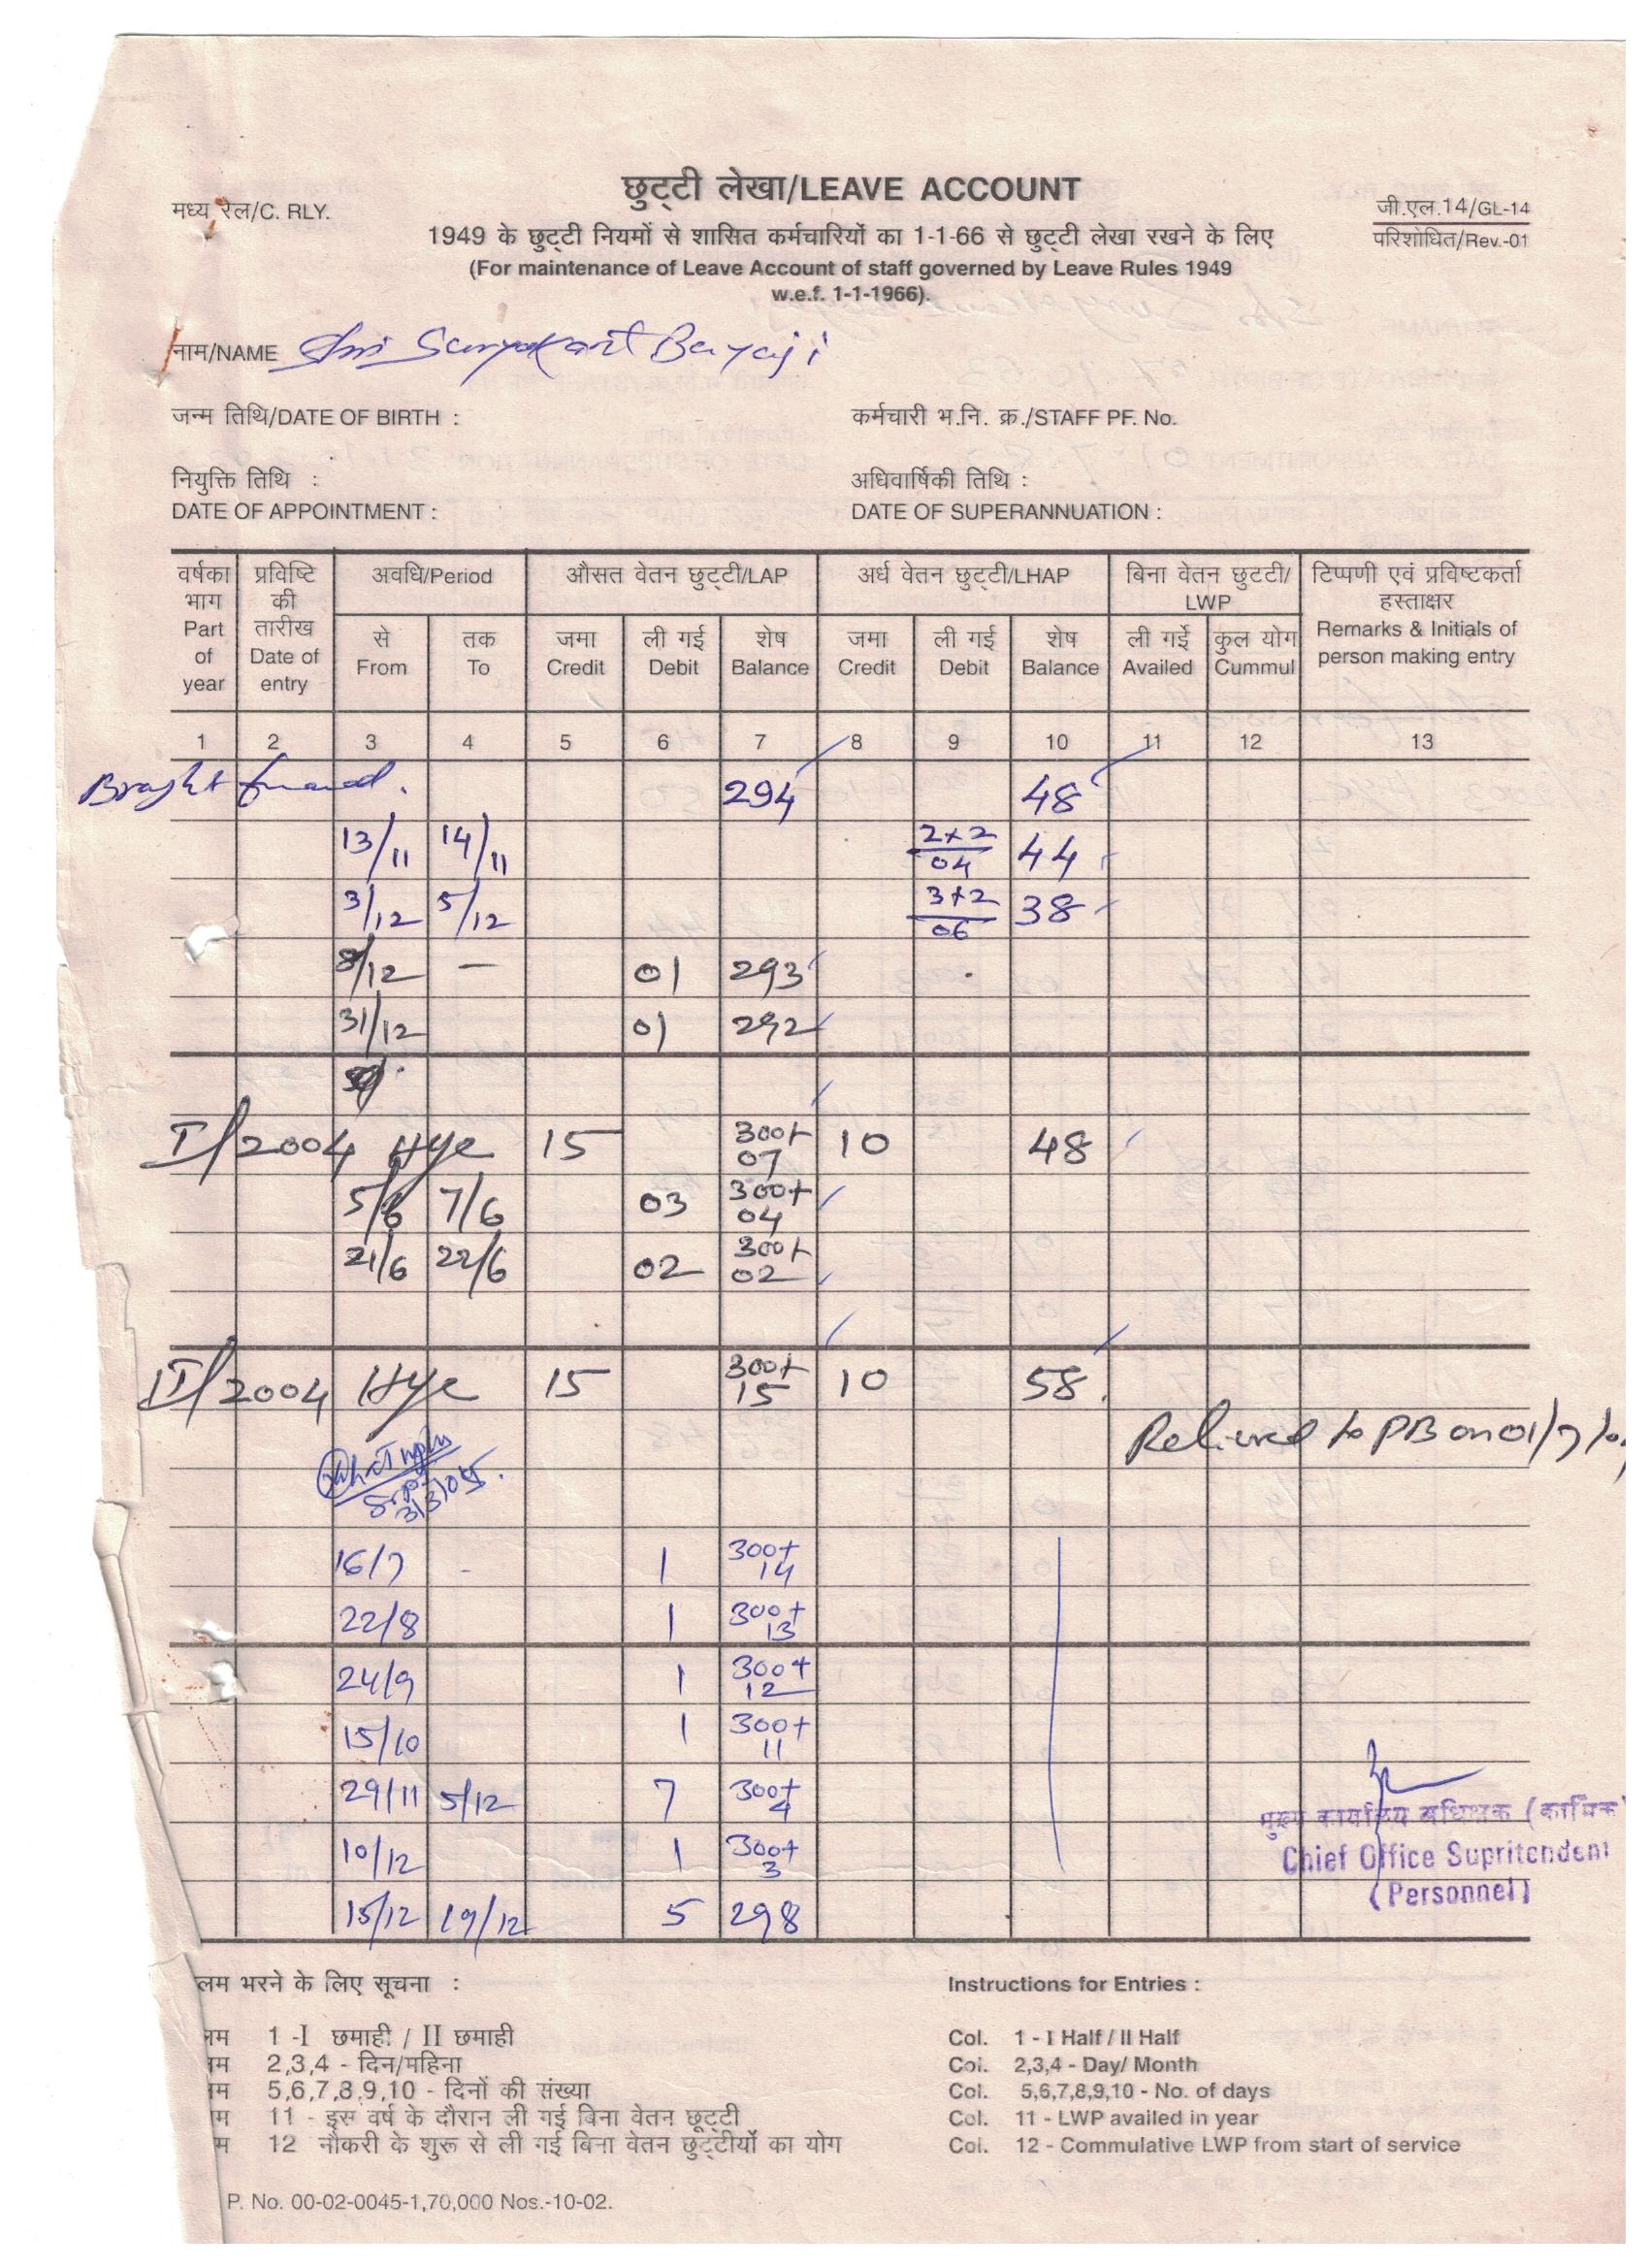 छुट्टी लेखा/LEAVE ACCOUNT
मध्य रेल/C. RLY.
जी.एल.14/GL-14
परिशोधित/Rev.-01
1949 के छुट्टी नियमों से शासित कर्मचारियों का 1-1-66 से छुट्टी लेखा रखने के लिए
(For maintenance of Leave Account of staff governed by Leave Rules 1949
w.e.f. 1-1-1966).
नाम/NAME Shri Suryakant Bayaji
जन्म तिथि/DATE OF BIRTH : कर्मचारी भ.नि. क्र./STAFF PF. No.
नियुक्ति तिथि : अधिवार्षिकी तिथि :
DATE OF APPOINTMENT : DATE OF SUPERANNUATION :
वर्षका प्रविष्टि अवधि/Period औसत वेतन छुट्टी/LAP अर्ध वेतन छुट्टी/LHAP बिना वेतन छुट्टी/ टिप्पणी एवं प्रविष्टकर्ता
भाग की LWP हस्ताक्षर
Part तारीख से तक जमा ली गई शेष जमा ली गई शेष ली गईे कुल योग Remarks & Initials of
of Date of From To Credit Debit Balance Credit Debit Balance Availed Cummul person making entry
year entry
1 2 3 4 5 6 7 8 9 10 11 12 13
Braght forward. 294 48
13/11 14/11 2+2 44
04
3/12 5/12 3+2 38
06
8/12 — 01 293
31/12 01 292
I/2004 Hye 15 300+ 10 48
07
5/6 7/6 03 300+
04
21/6 22/6 02 300+
02
II/2004 Hye 15 300+ 10 58
15
Relieved to PB on 01/7/0
3/3/05
16/7 - 1 300+
14
22/8 1 300+
13
24/9 1 300+
12
15/10 1 300+
11
29/11 5/12 7 300+
4
10/12 1 300+
3
15/12 19/12 5 298
मुख्य कार्यालय अधिक्षक (कार्मिक)
Chief Office Supritendent
(Personnel)
लम भरने के लिए सूचना : Instructions for Entries :
लम 1 -I छमाही / II छमाही Col. 1 - I Half / II Half
म 2,3,4 - दिन/महिना Col. 2,3,4 - Day/ Month
म 5,6,7,8,9,10 - दिनों की संख्या Col. 5,6,7,8,9,10 - No. of days
म 11 - इस वर्ष के दौरान ली गई बिना वेतन छूट्टी Col. 11 - LWP availed in year
म 12 नौकरी के शुरू से ली गई बिना वेतन छुट्टीयों का योग Col. 12 - Commulative LWP from start of service
P. No. 00-02-0045-1,70,000 Nos.-10-02.